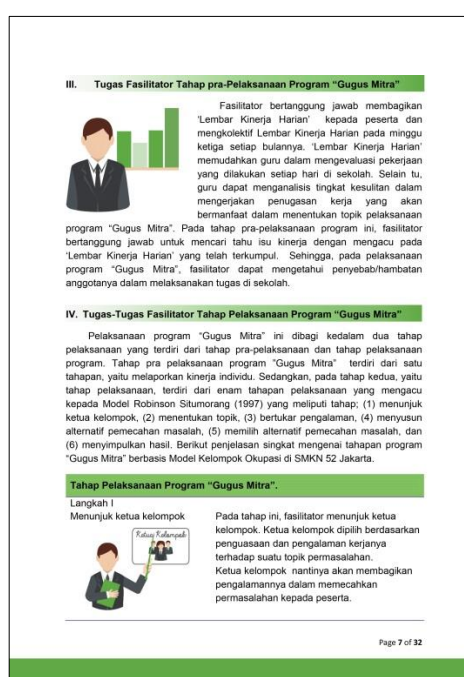 III. Tugas Fasilitator Tahap pra-Pelaksanaan Program “Gugus Mitra”
Fasilitator bertanggung jawab membagikan
‘Lembar Kinerja Harian’ kepada peserta dan
mengkolektif Lembar Kinerja Harian pada minggu
ketiga setiap bulannya. ‘Lembar Kinerja Harian’
memudahkan guru dalam mengevaluasi pekerjaan
yang dilakukan setiap hari di sekolah. Selain tu,
guru dapat menganalisis tingkat kesulitan dalam
mengerjakan penugasan kerja yang akan
bermanfaat dalam menentukan topik pelaksanaan
program “Gugus Mitra”. Pada tahap pra-pelaksanaan program ini, fasilitator
bertanggung jawab untuk mencari tahu isu kinerja dengan mengacu pada
‘Lembar Kinerja Harian’ yang telah terkumpul. Sehingga, pada pelaksanaan
program “Gugus Mitra”, fasilitator dapat mengetahui penyebab/hambatan
anggotanya dalam melaksanakan tugas di sekolah.
IV. Tugas-Tugas Fasilitator Tahap Pelaksanaan Program “Gugus Mitra”
Pelaksanaan program “Gugus Mitra” ini dibagi kedalam dua tahap
pelaksanaan yang terdiri dari tahap pra-pelaksanaan dan tahap pelaksanaan
program. Tahap pra pelaksanaan program ”Gugus Mitra” terdiri dari satu
tahapan, yaitu melaporkan kinerja individu. Sedangkan, pada tahap kedua, yaitu
tahap pelaksanaan, terdiri dari enam tahapan pelaksanaan yang mengacu
kepada Model Robinson Situmorang (1997) yang meliputi tahap; (1) menunjuk
ketua kelompok, (2) menentukan topik, (3) bertukar pengalaman, (4) menyusun
alternatif pemecahan masalah, (5) memilih alternatif pemecahan masalah, dan
(6) menyimpulkan hasil. Berikut penjelasan singkat mengenai tahapan program
“Gugus Mitra” berbasis Model Kelompok Okupasi di SMKN 52 Jakarta.
Tahap Pelaksanaan Program “Gugus Mitra”.
Langkah I
Menunjuk ketua kelompok
Ketua Kelompok
Pada tahap ini, fasilitator menunjuk ketua
kelompok. Ketua kelompok dipilih berdasarkan
penguasaan dan pengalaman kerjanya
terhadap suatu topik permasalahan.
Ketua kelompok nantinya akan membagikan
pengalamannya dalam memecahkan
permasalahan kepada peserta.
Page 7 of 32